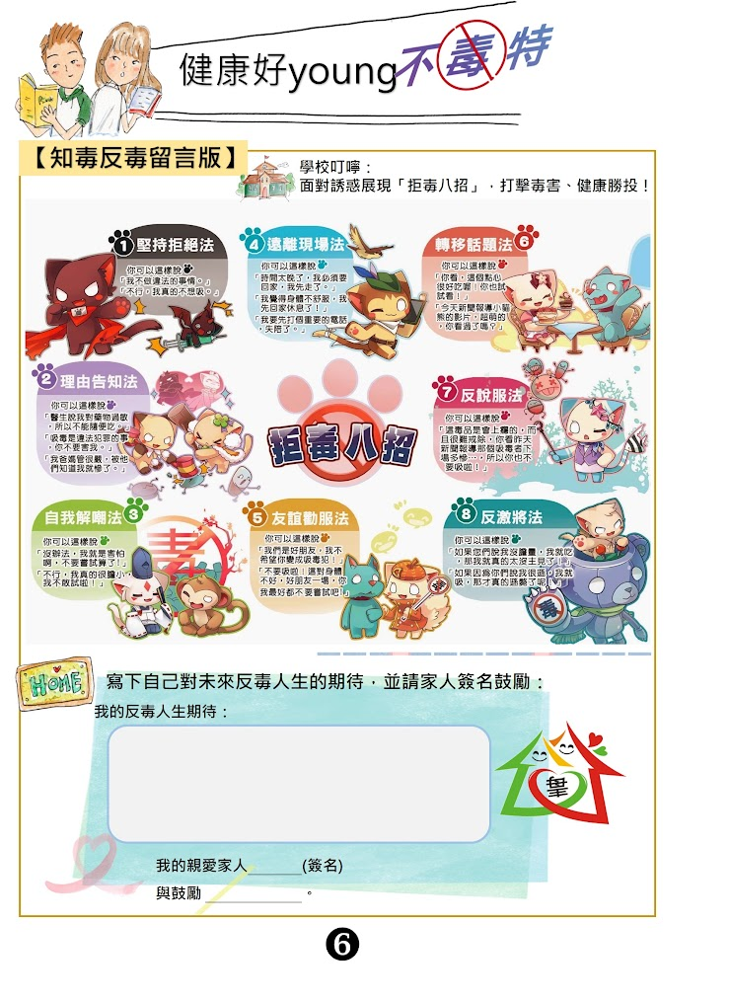 健康好young不毒特
【知毒反毒留言版】
學校叮嚀：
面對誘惑展現「拒毒八招」，打擊毒害、健康勝投！
1 堅持拒絕法
你可以這樣說
「我不做違法的事情。」
「不行，我真的不想吸。」
4 遠離現場法
你可以這樣說
「時間太晚了，我必須要
回家，我先走了。」
「我覺得身體不舒服，我
先回家休息了！」
「我要先打個重要的電話
，失陪了。」
轉移話題法 6
你可以這樣說
「你看，這個點心
很好吃喔！你也試
試看！」
「今天新聞報導小貓
熊的影片，超萌的
，你看過了嗎？」
2 理由告知法
你可以這樣說
「醫生說我對藥物過敏
，所以不能隨便吃。」
「吸毒是違法犯罪的事
，你不要害我。」
「我爸媽管很嚴，被他
們知道我就慘了。」
拒毒八招
7 反說服法
你可以這樣說
「這毒品是會上癮的，而
且很難戒除，你看昨天
新聞報導那個吸毒者下
場多慘…，所以你也不
要吸啦！」
自我解嘲法 3
你可以這樣說
「沒辦法，我就是害怕
啊，不要嘗試算了！」
「不行，我真的很膽小，
我不敢試啦！」
毒
5 友誼勸服法
你可以這樣說
「我們是好朋友，我不
希望你變成吸毒犯！」
「不要吸啦！這對身體
不好，好朋友一場，你
我最好都不要嘗試吧！」
毒
8 反激將法
你可以這樣說
「如果您們說我沒膽量，我就吃
，那我就真的太沒主見了！」
「如果因為你們說我很遜，我就
吸，那才真的遜斃了呢！」
毒
HOME
寫下自己對未來反毒人生的期待，並請家人簽名鼓勵：
我的反毒人生期待：
毒
我的親愛家人______(簽名)
與鼓勵 ____________。
6